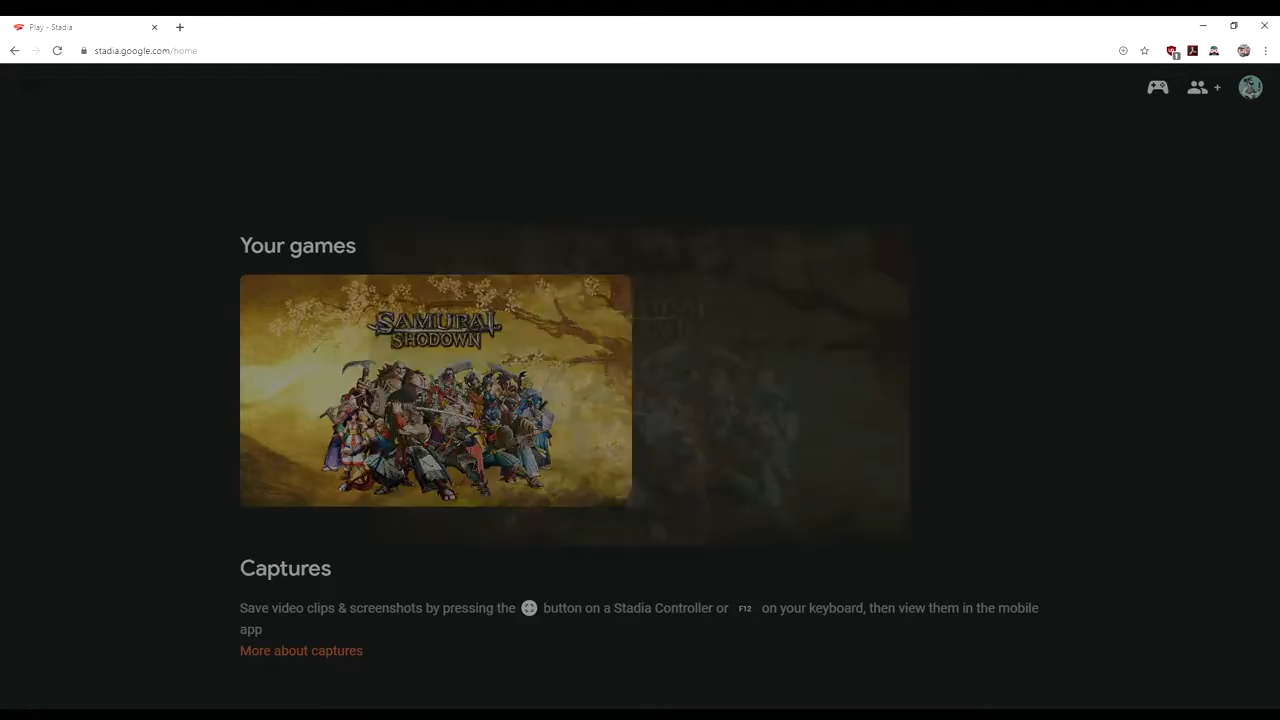 Play - Stadia
stadia.google.com/home
1
Your games
SAMURAI
SHODOWN
Captures
Save video clips & screenshots by pressing the button on a Stadia Controller or F12 on your keyboard, then view them in the mobile
app
More about captures